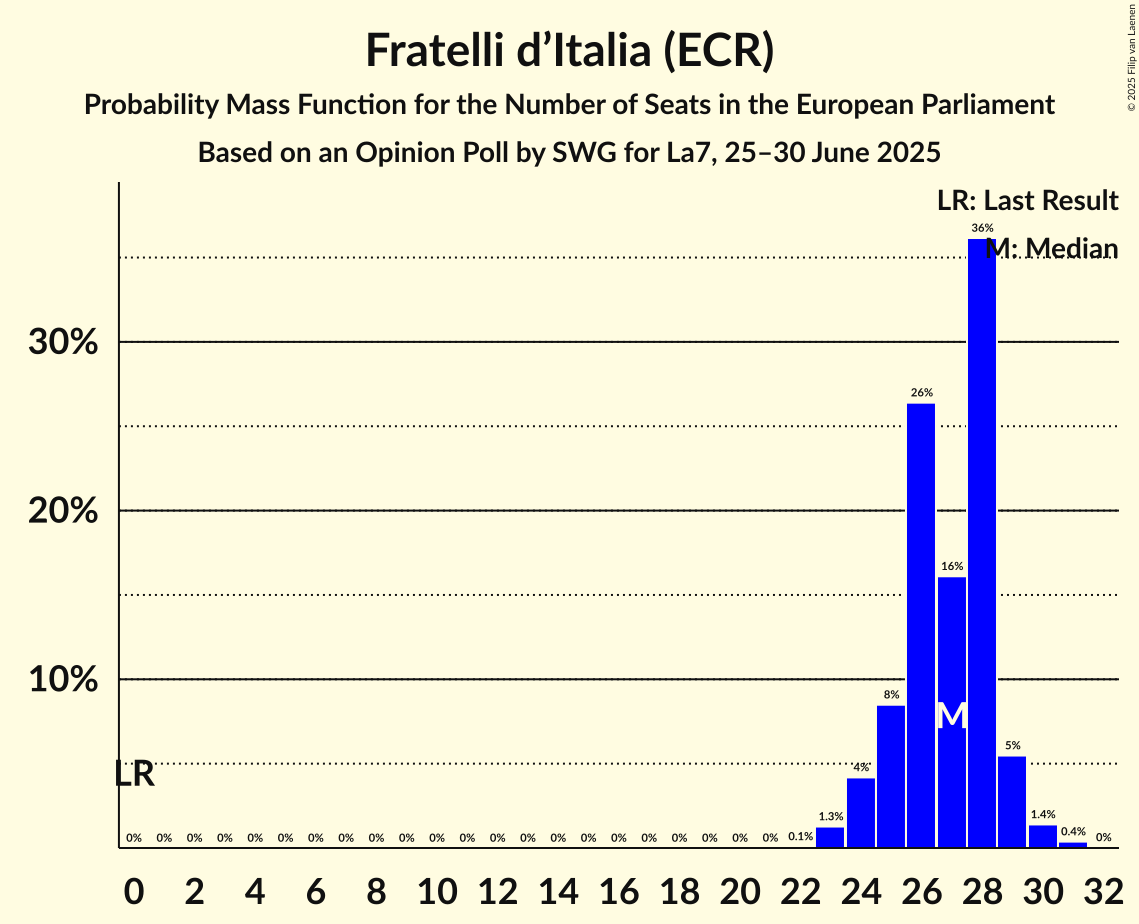 Fratelli d’Italia (ECR)
Probability Mass Function for the Number of Seats in the European Parliament
Based on an Opinion Poll by SWG for La7, 25–30 June 2025
© 2025 Filip van Laenen
LR: Last Result
M: Median
36%
30%
26%
20%
16%
10%
8%
M
5%
LR
4%
1.3%
1.4%
0.4%
0% 0% 0% 0% 0% 0% 0% 0% 0% 0% 0% 0% 0% 0% 0% 0% 0% 0% 0% 0% 0% 0% 0.1% 0%
0 2 4 6 8 10 12 14 16 18 20 22 24 26 28 30 32